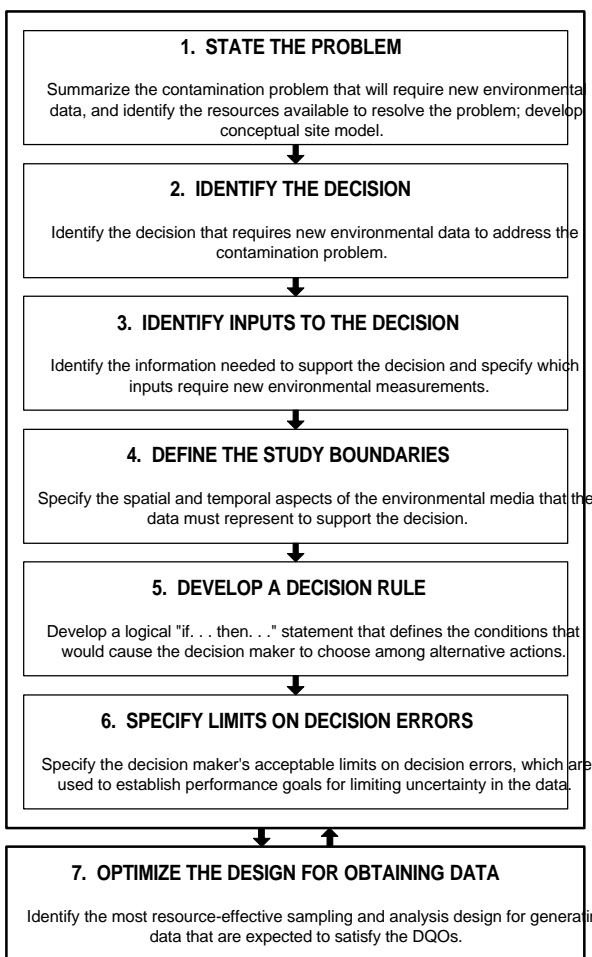 1. STATE THE PROBLEM
Summarize the contamination problem that will require new environmental
data, and identify the resources available to resolve the problem; develop
conceptual site model.
2. IDENTIFY THE DECISION
Identify the decision that requires new environmental data to address the
contamination problem.
3. IDENTIFY INPUTS TO THE DECISION
Identify the information needed to support the decision and specify which
inputs require new environmental measurements.
4. DEFINE THE STUDY BOUNDARIES
Specify the spatial and temporal aspects of the environmental media that the
data must represent to support the decision.
5. DEVELOP A DECISION RULE
Develop a logical "if. . . then. . ." statement that defines the conditions that
would cause the decision maker to choose among alternative actions.
6. SPECIFY LIMITS ON DECISION ERRORS
Specify the decision maker's acceptable limits on decision errors, which are
used to establish performance goals for limiting uncertainty in the data.
7. OPTIMIZE THE DESIGN FOR OBTAINING DATA
Identify the most resource-effective sampling and analysis design for generatin
data that are expected to satisfy the DQOs.